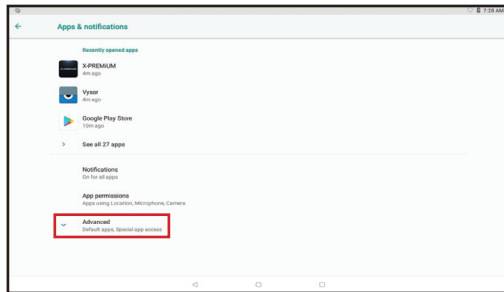 7:28 AM
Apps & notifications
Recently opened apps
X-PREMIUM
4m ago
Vysor
4m ago
Google Play Store
10m ago
See all 27 apps
Notifications
On for all apps
App permissions
Apps using Location, Microphone, Camera
Advanced
Default apps, Special app access